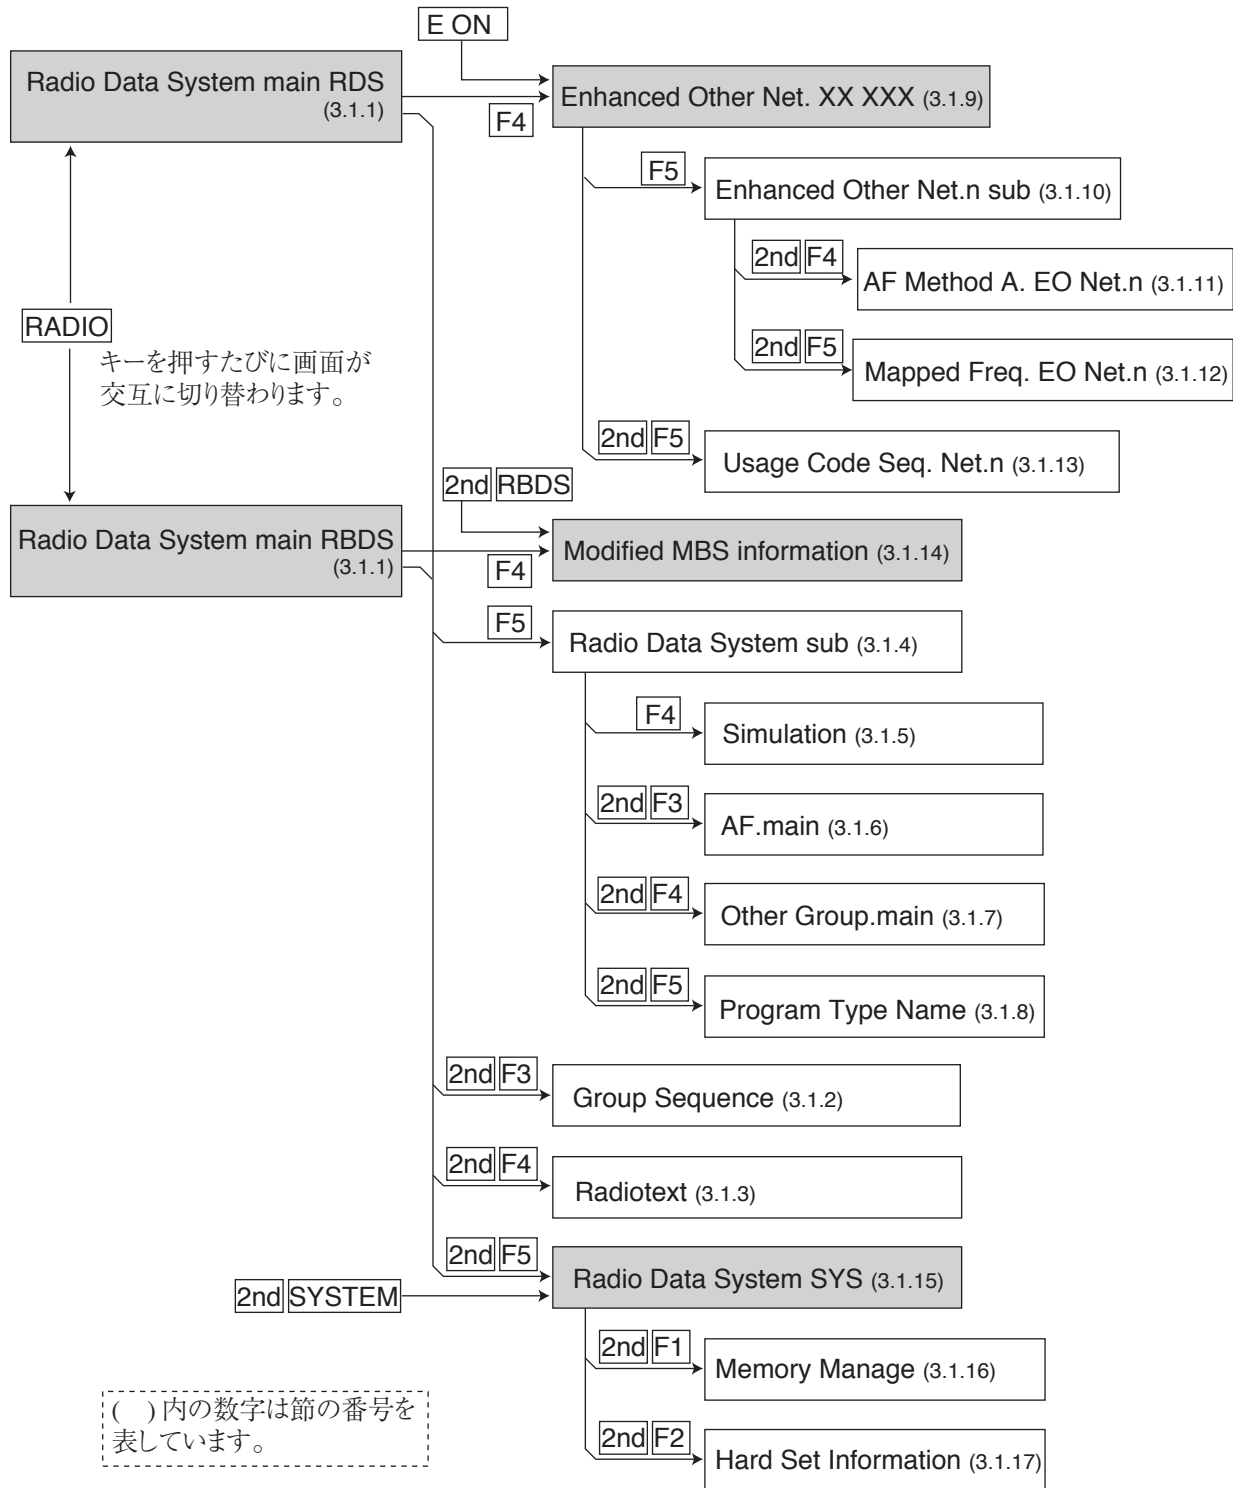 E ON
Radio Data System main RDS
(3.1.1)
F4
Enhanced Other Net. XX XXX (3.1.9)
F5
Enhanced Other Net.n sub (3.1.10)
2nd F4
AF Method A. EO Net.n (3.1.11)
2nd F5
Mapped Freq. EO Net.n (3.1.12)
2nd F5
Usage Code Seq. Net.n (3.1.13)
RADIO
キーを押すたびに画面が
交互に切り替わります。
2nd RBDS
Radio Data System main RBDS
(3.1.1)
F4
Modified MBS information (3.1.14)
F5
Radio Data System sub (3.1.4)
F4
Simulation (3.1.5)
2nd F3
AF.main (3.1.6)
2nd F4
Other Group.main (3.1.7)
2nd F5
Program Type Name (3.1.8)
2nd F3
Group Sequence (3.1.2)
2nd F4
Radiotext (3.1.3)
2nd F5
Radio Data System SYS (3.1.15)
2nd SYSTEM
2nd F1
Memory Manage (3.1.16)
2nd F2
Hard Set Information (3.1.17)
(　) 内の数字は節の番号を
表しています。